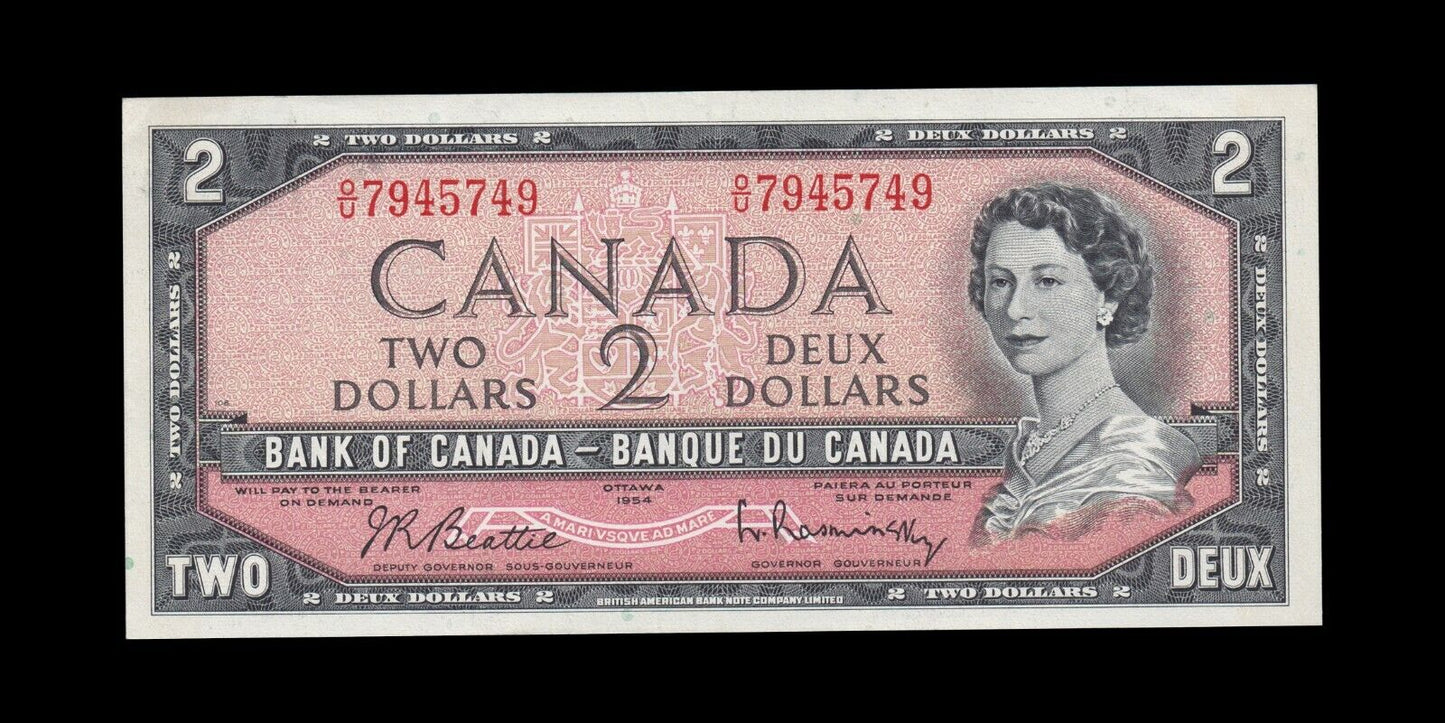 2 TWO DOLLARS 2
2 DEUX DOLLARS 2
2
2
O/U 7945749
O/U 7945749
CANADA
TWO DOLLARS
2
DEUX DOLLARS
2 TWO DOLLARS 2
2 DEUX DOLLARS 2
BANK OF CANADA – BANQUE DU CANADA
WILL PAY TO THE BEARER
ON DEMAND
OTTAWA
1954
PAIERA AU PORTEUR
SUR DEMANDE
A MARI VSQVE AD MARE
J R Beattie
L. Rasminsky
DEPUTY GOVERNOR SOUS-GOUVERNEUR
GOVERNOR GOUVERNEUR
TWO
DEUX
2 DEUX DOLLARS 2
BRITISH AMERICAN BANK NOTE COMPANY LIMITED
2 TWO DOLLARS 2